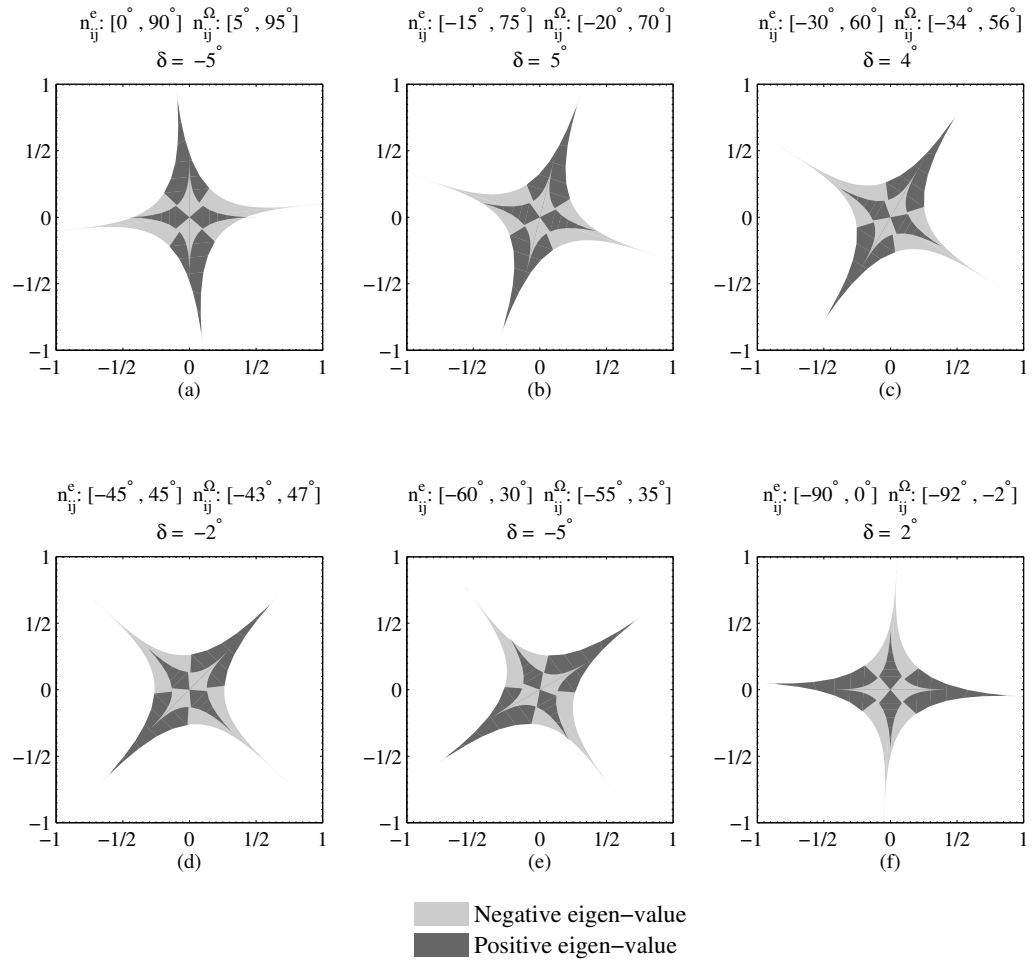 n^e_ij: [0°, 90°] n^Ω_ij: [5°, 95°]
δ = −5°
1
1/2
0
−1/2
−1
−1 −1/2 0 1/2 1
(a)
n^e_ij: [−15°, 75°] n^Ω_ij: [−20°, 70°]
δ = 5°
1
1/2
0
−1/2
−1
−1 −1/2 0 1/2 1
(b)
n^e_ij: [−30°, 60°] n^Ω_ij: [−34°, 56°]
δ = 4°
1
1/2
0
−1/2
−1
−1 −1/2 0 1/2 1
(c)
n^e_ij: [−45°, 45°] n^Ω_ij: [−43°, 47°]
δ = −2°
1
1/2
0
−1/2
−1
−1 −1/2 0 1/2 1
(d)
n^e_ij: [−60°, 30°] n^Ω_ij: [−55°, 35°]
δ = −5°
1
1/2
0
−1/2
−1
−1 −1/2 0 1/2 1
(e)
n^e_ij: [−90°, 0°] n^Ω_ij: [−92°, −2°]
δ = 2°
1
1/2
0
−1/2
−1
−1 −1/2 0 1/2 1
(f)
Negative eigen−value
Positive eigen−value